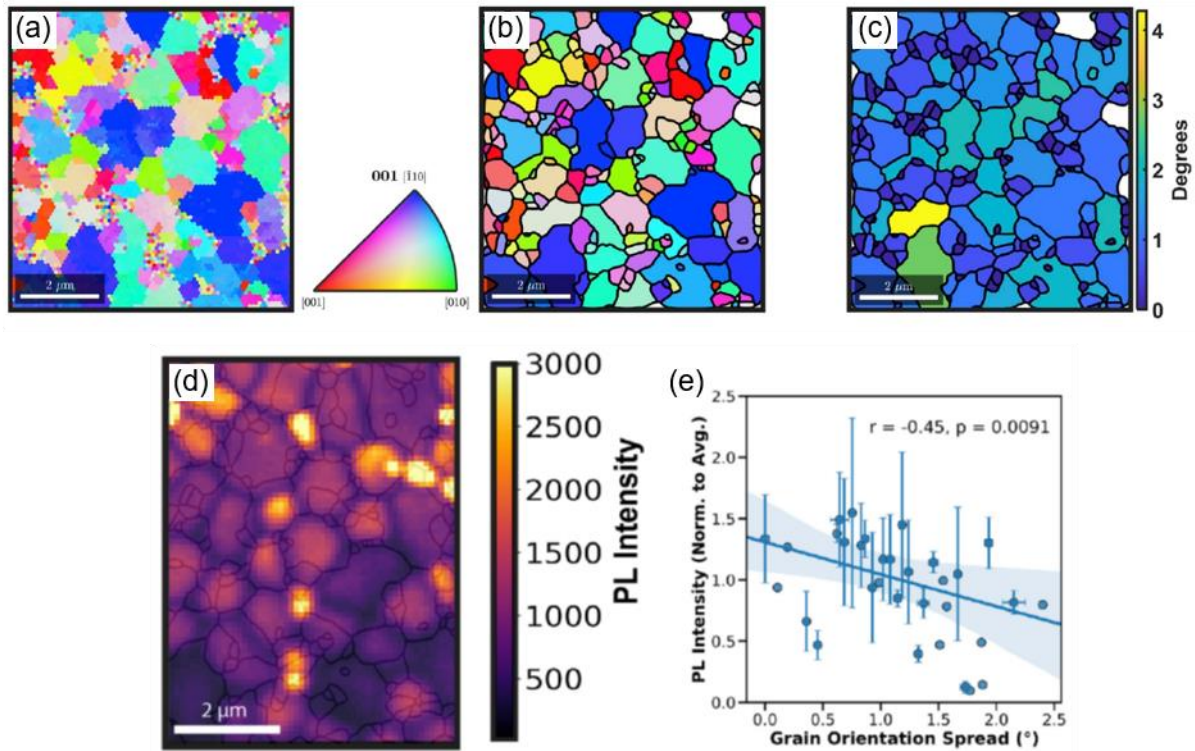 (a)
2 μm
001 [1̄10]
[001]
[010]
(b)
2 μm
(c)
2 μm
4
3
2
1
0
Degrees
(d)
2 μm
3000
2500
2000
1500
1000
500
PL Intensity
(e)
r = -0.45, p = 0.0091
PL Intensity (Norm. to Avg.)
2.5
2.0
1.5
1.0
0.5
0.0
0.0 0.5 1.0 1.5 2.0 2.5
Grain Orientation Spread (°)